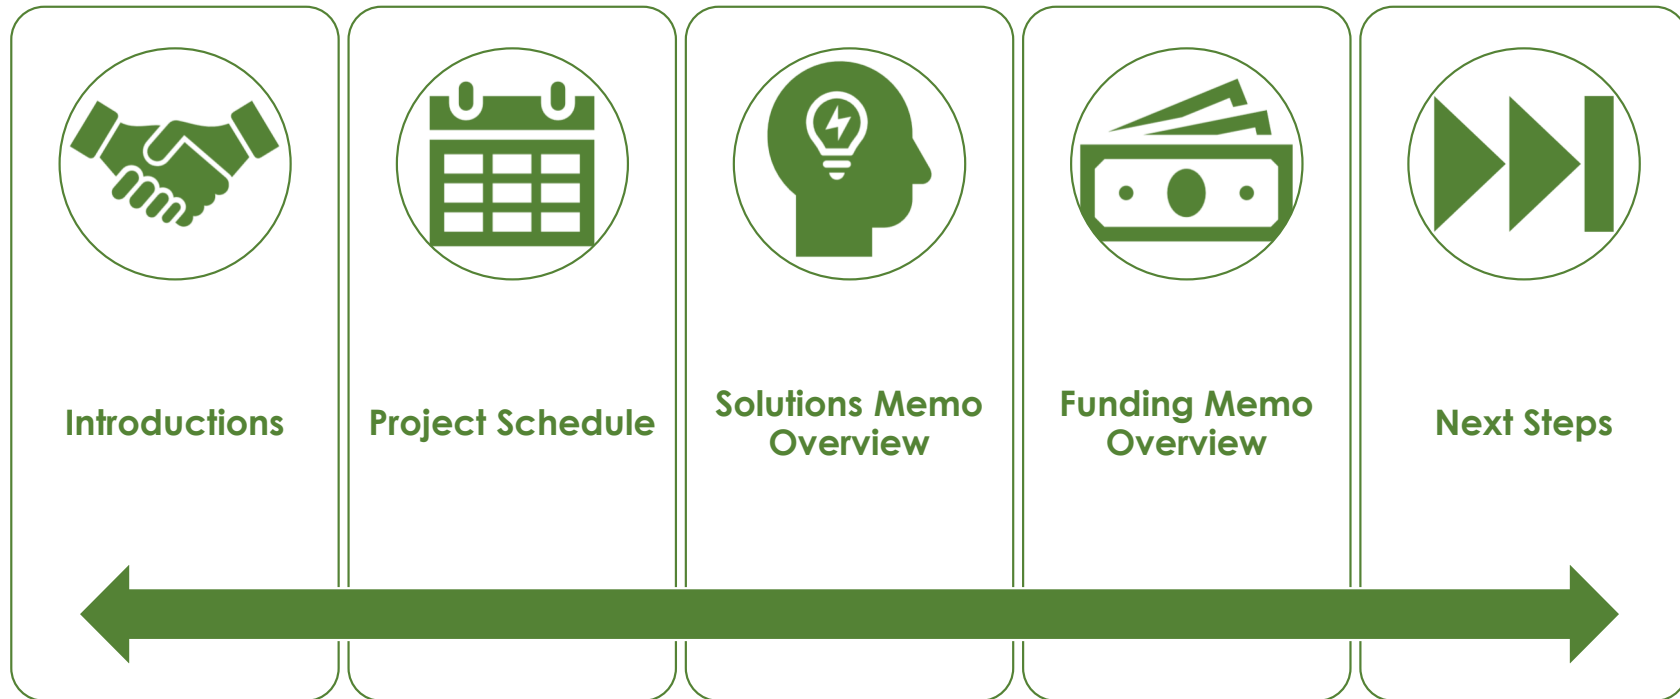 Introductions
Project Schedule
Solutions Memo
Overview
Funding Memo
Overview
Next Steps